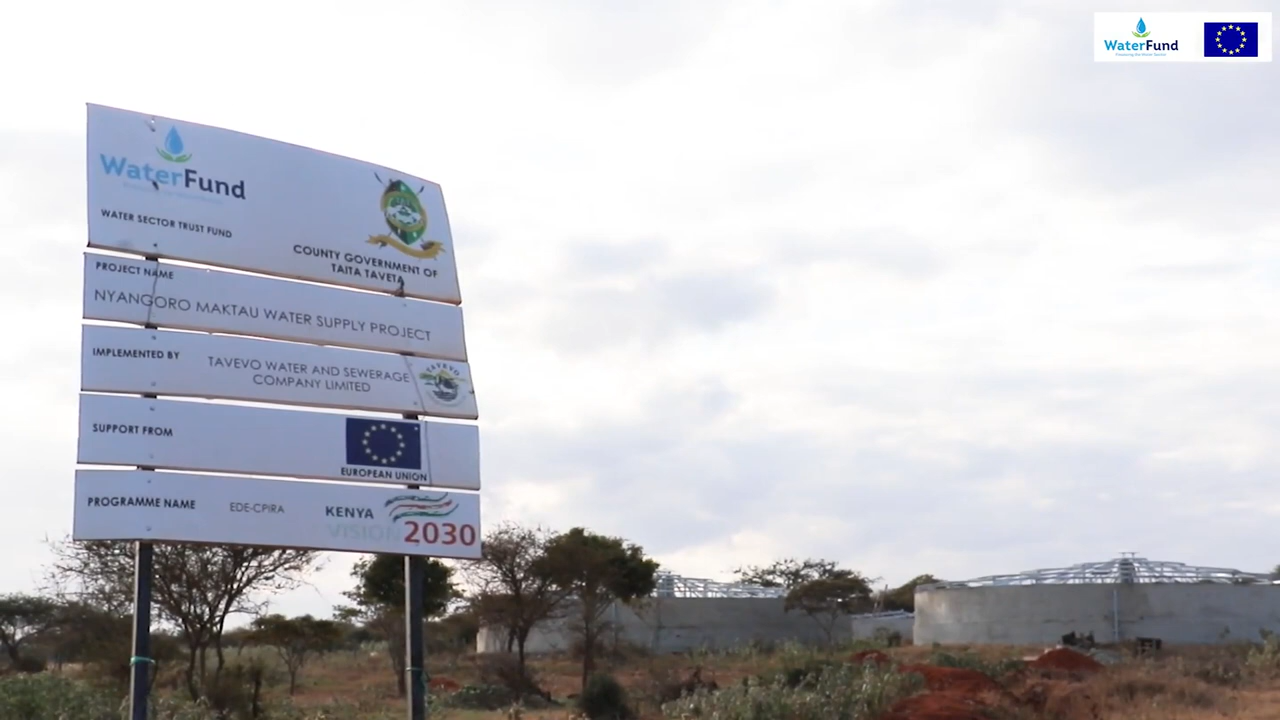 WaterFund
WaterFund
WATER SECTOR TRUST FUND
COUNTY GOVERNMENT OF
TAITA TAVETA
PROJECT NAME
NYANGORO MAKTAU WATER SUPPLY PROJECT
IMPLEMENTED BY
TAVEVO WATER AND SEWERAGE
COMPANY LIMITED
TAVEVO
SUPPORT FROM
EUROPEAN UNION
PROGRAMME NAME
EDE-CPIRA
KENYA
VISION 2030